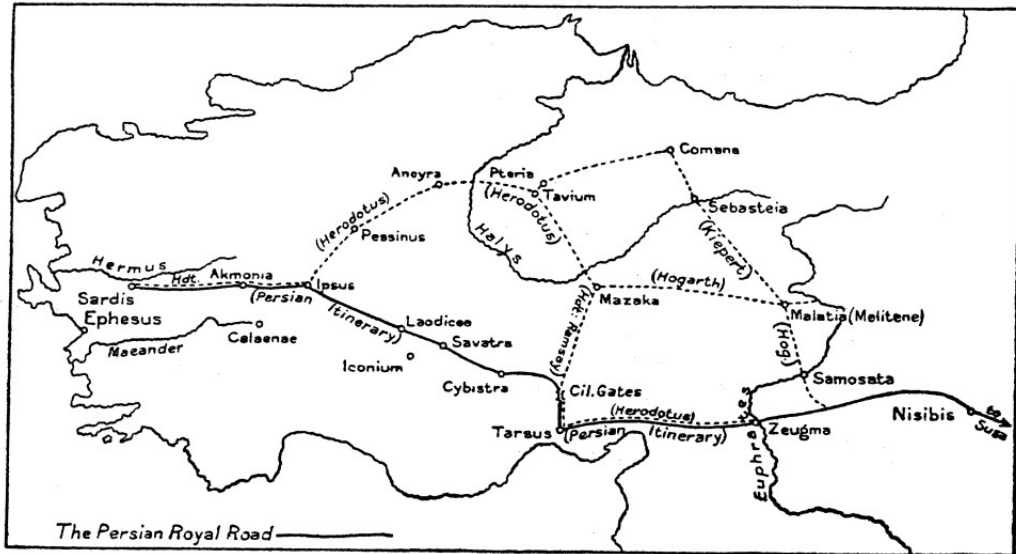 Comana
Ancyra
Pteria
Tavium
(Herodotus)
Sebasteia
(Herodotus)
Pessinus
Halys
(Kiepert)
Hermus
Hdt.
Akmonia
Ipsus
(Hogarth)
Sardis
(Persian Itinerary)
Mazaka
Malatia (Melitene)
Ephesus
Maeander
Celaenae
Laodicea
Savatra
Iconium
(Hdt: Ramsay)
(Hog.)
Cybistra
Cil. Gates
Samosata
(Herodotus)
Tarsus
(Persian Itinerary)
Zeugma
Euphrates
Nisibis
to Susa
The Persian Royal Road